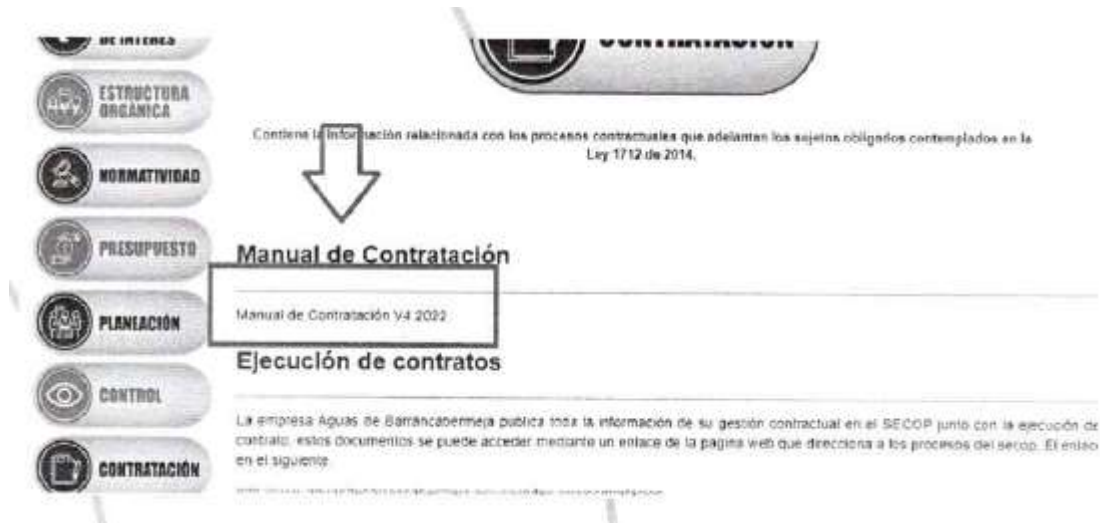 DE INTERÉS
ESTRUCTURA
ORGÁNICA
NORMATIVIDAD
PRESUPUESTO
PLANEACIÓN
CONTROL
CONTRATACIÓN
CONTRATACIÓN
Contiene la información relacionada con los procesos contractuales que adelantan los sujetos obligados contemplados en la
Ley 1712 de 2014.
Manual de Contratación
Manual de Contratación V4 2022
Ejecución de contratos
La empresa Aguas de Barrancabermeja publica toda la información de su gestión contractual en el SECOP junto con la ejecución de
contrato, estos documentos se puede acceder mediante un enlace de la pagina web que direcciona a los procesos del secop. El enlac
en el siguiente